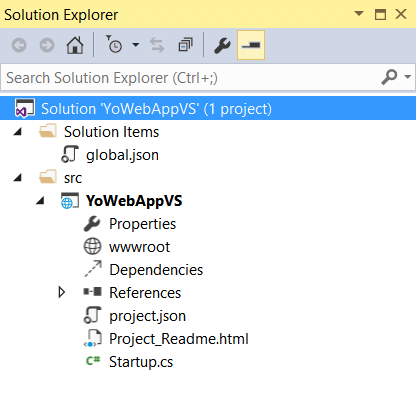 Solution Explorer
Search Solution Explorer (Ctrl+;)
Solution 'YoWebAppVS' (1 project)
Solution Items
global.json
src
YoWebAppVS
Properties
wwwroot
Dependencies
References
project.json
Project_Readme.html
C# Startup.cs